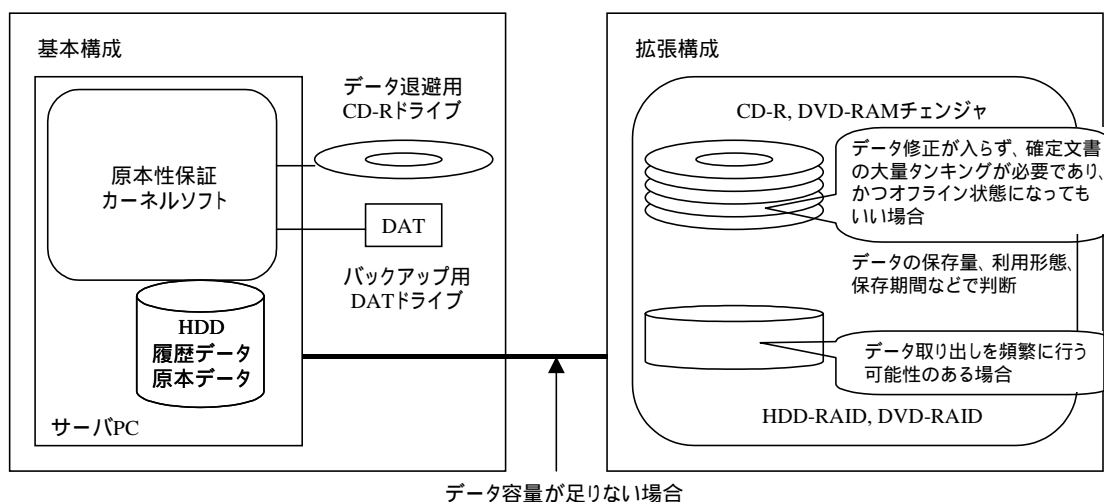 基本構成
データ退避用
CD-Rドライブ
原本性保証
カーネルソフト
DAT
バックアップ用
DATドライブ
HDD
履歴データ
原本データ
サーバPC
拡張構成
CD-R, DVD-RAMチェンジャ
データ修正が入らず、確定文書
の大量タンキングが必要であり、
かつオフライン状態になっても
いい場合
データの保存量、利用形態、
保存期間などで判断
データ取り出しを頻繁に行う
可能性のある場合
HDD-RAID, DVD-RAID
データ容量が足りない場合